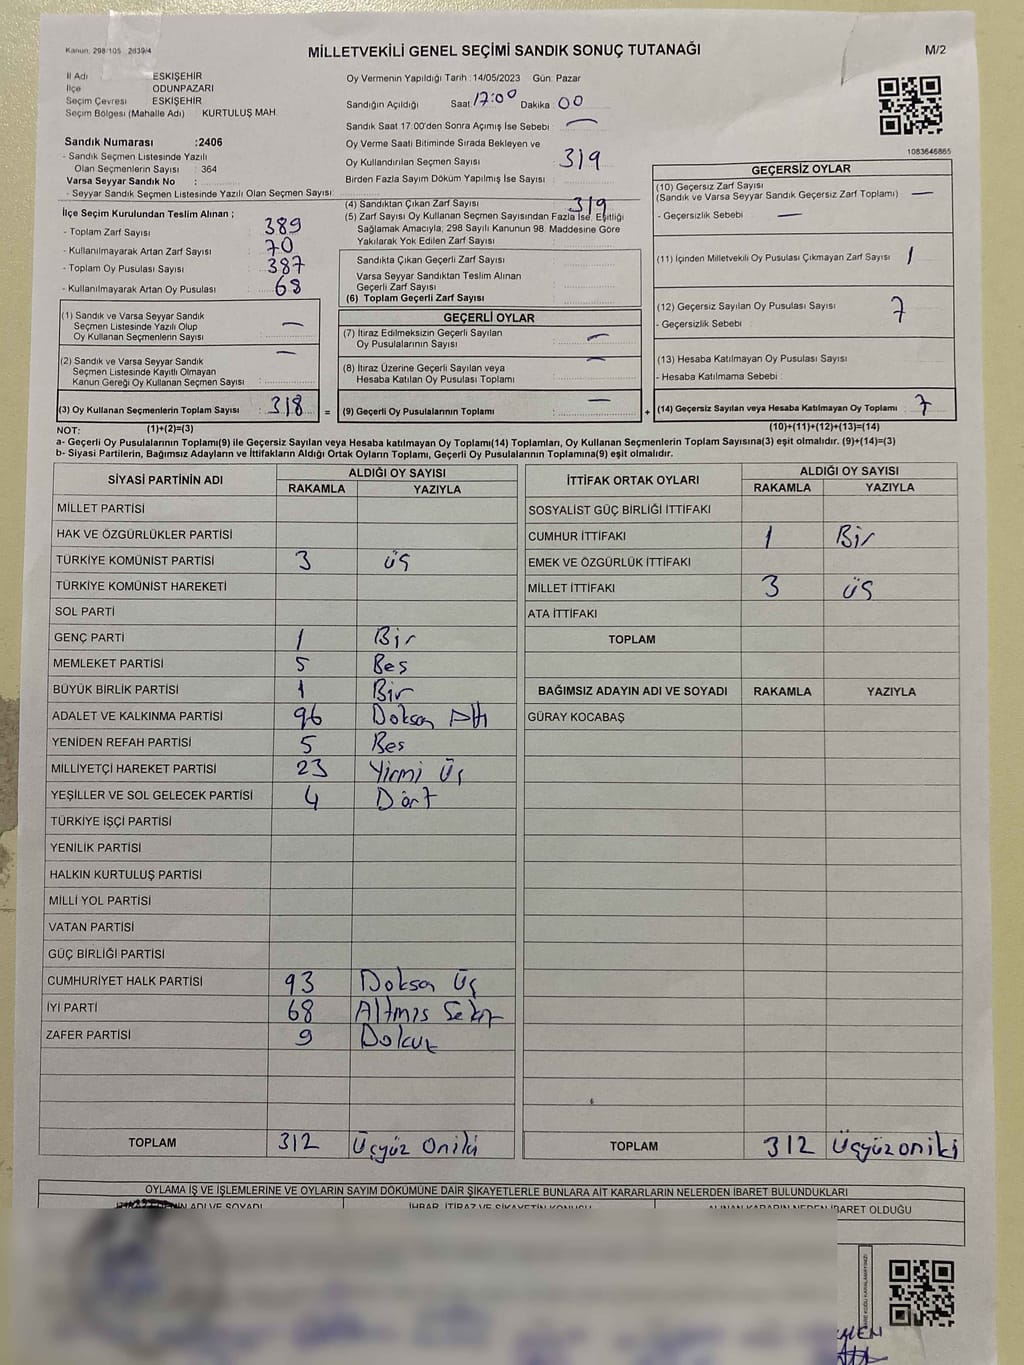 Kanun: 298/105 2839/4
MİLLETVEKİLİ GENEL SEÇİMİ SANDIK SONUÇ TUTANAĞI
M/2
İl Adı : ESKİŞEHİR
İlçe : ODUNPAZARI
Seçim Çevresi : ESKİŞEHİR
Seçim Bölgesi (Mahalle Adı) : KURTULUŞ MAH.
Sandık Numarası :2406
- Sandık Seçmen Listesinde Yazılı
Olan Seçmenlerin Sayısı : 364
Varsa Seyyar Sandık No :
- Seyyar Sandık Seçmen Listesinde Yazılı Olan Seçmen Sayısı:
İlçe Seçim Kurulundan Teslim Alınan ;
- Toplam Zarf Sayısı : 389
- Kullanılmayarak Artan Zarf Sayısı : 70
- Toplam Oy Pusulası Sayısı : 387
- Kullanılmayarak Artan Oy Pusulası : 68
(1) Sandık ve Varsa Seyyar Sandık
Seçmen Listesinde Yazılı Olup
Oy Kullanan Seçmenlerin Sayısı : —
(2) Sandık ve Varsa Seyyar Sandık
Seçmen Listesinde Kayıtlı Olmayan
Kanun Gereği Oy Kullanan Seçmen Sayısı : —
(3) Oy Kullanan Seçmenlerin Toplam Sayısı : 318
Oy Vermenin Yapıldığı Tarih :14/05/2023 Gün: Pazar
Sandığın Açıldığı Saat 17:00 Dakika 00
Sandık Saat 17.00'den Sonra Açımış İse Sebebi : —
Oy Verme Saati Bitiminde Sırada Bekleyen ve
Oy Kullandırılan Seçmen Sayısı : 319
Birden Fazla Sayım Döküm Yapılmış İse Sayısı :
(4) Sandıktan Çıkan Zarf Sayısı : 319
(5) Zarf Sayısı Oy Kullanan Seçmen Sayısından Fazla İse, Eşitliği
Sağlamak Amacıyla; 298 Sayılı Kanunun 98. Maddesine Göre
Yakılarak Yok Edilen Zarf Sayısı :
Sandıkta Çıkan Geçerli Zarf Sayısı :
Varsa Seyyar Sandıktan Teslim Alınan
Geçerli Zarf Sayısı :
(6) Toplam Geçerli Zarf Sayısı :
GEÇERLİ OYLAR
(7) İtiraz Edilmeksizin Geçerli Sayılan
Oy Pusulalarının Sayısı : —
(8) İtiraz Üzerine Geçerli Sayılan veya
Hesaba Katılan Oy Pusulası Toplamı : —
= (9) Geçerli Oy Pusulalarının Toplamı : —
1083646865
GEÇERSİZ OYLAR
(10) Geçersiz Zarf Sayısı
(Sandık ve Varsa Seyyar Sandık Geçersiz Zarf Toplamı) : —
- Geçersizlik Sebebi : —
(11) İçinden Milletvekili Oy Pusulası Çıkmayan Zarf Sayısı : 1
(12) Geçersiz Sayılan Oy Pusulası Sayısı : 7
- Geçersizlik Sebebi :
(13) Hesaba Katılmayan Oy Pusulası Sayısı :
- Hesaba Katılmama Sebebi :
+ (14) Geçersiz Sayılan veya Hesaba Katılmayan Oy Toplamı : 7
NOT: (1)+(2)=(3) (10)+(11)+(12)+(13)=(14)
a- Geçerli Oy Pusulalarının Toplamı(9) ile Geçersiz Sayılan veya Hesaba katılmayan Oy Toplamı(14) Toplamları, Oy Kullanan Seçmenlerin Toplam Sayısına(3) eşit olmalıdır. (9)+(14)=(3)
b- Siyasi Partilerin, Bağımsız Adayların ve İttifakların Aldığı Ortak Oyların Toplamı, Geçerli Oy Pusulalarının Toplamına(9) eşit olmalıdır.
SİYASİ PARTİNİN ADI ALDIĞI OY SAYISI
RAKAMLA YAZIYLA
MİLLET PARTİSİ
HAK VE ÖZGÜRLÜKLER PARTİSİ
TÜRKİYE KOMÜNİST PARTİSİ 3 üç
TÜRKİYE KOMÜNİST HAREKETİ
SOL PARTİ
GENÇ PARTİ 1 Bir
MEMLEKET PARTİSİ 5 Beş
BÜYÜK BİRLİK PARTİSİ 1 Bir
ADALET VE KALKINMA PARTİSİ 96 Doksan Altı
YENİDEN REFAH PARTİSİ 5 Beş
MİLLİYETÇİ HAREKET PARTİSİ 23 Yirmi Üç
YEŞİLLER VE SOL GELECEK PARTİSİ 4 Dört
TÜRKİYE İŞÇİ PARTİSİ
YENİLİK PARTİSİ
HALKIN KURTULUŞ PARTİSİ
MİLLİ YOL PARTİSİ
VATAN PARTİSİ
GÜÇ BİRLİĞİ PARTİSİ
CUMHURİYET HALK PARTİSİ 93 Doksan Üç
İYİ PARTİ 68 Altmış Sekiz
ZAFER PARTİSİ 9 Dokuz
TOPLAM 312 Üçyüz Oniki
İTTİFAK ORTAK OYLARI ALDIĞI OY SAYISI
RAKAMLA YAZIYLA
SOSYALİST GÜÇ BİRLİĞİ İTTİFAKI
CUMHUR İTTİFAKI 1 Bir
EMEK VE ÖZGÜRLÜK İTTİFAKI
MİLLET İTTİFAKI 3 üç
ATA İTTİFAKI
TOPLAM
BAĞIMSIZ ADAYIN ADI VE SOYADI RAKAMLA YAZIYLA
GÜRAY KOCABAŞ
TOPLAM 312 Üçyüzoniki
OYLAMA İŞ VE İŞLEMLERİNE VE OYLARIN SAYIM DÖKÜMÜNE DAİR ŞİKAYETLERLE BUNLARA AİT KARARLARIN NELERDEN İBARET BULUNDUKLARI
ADI VE SOYADI İHBAR, İTİRAZ VE ŞİKAYETİN KONUSU ALINAN KARARIN NEDEN İBARET OLDUĞU